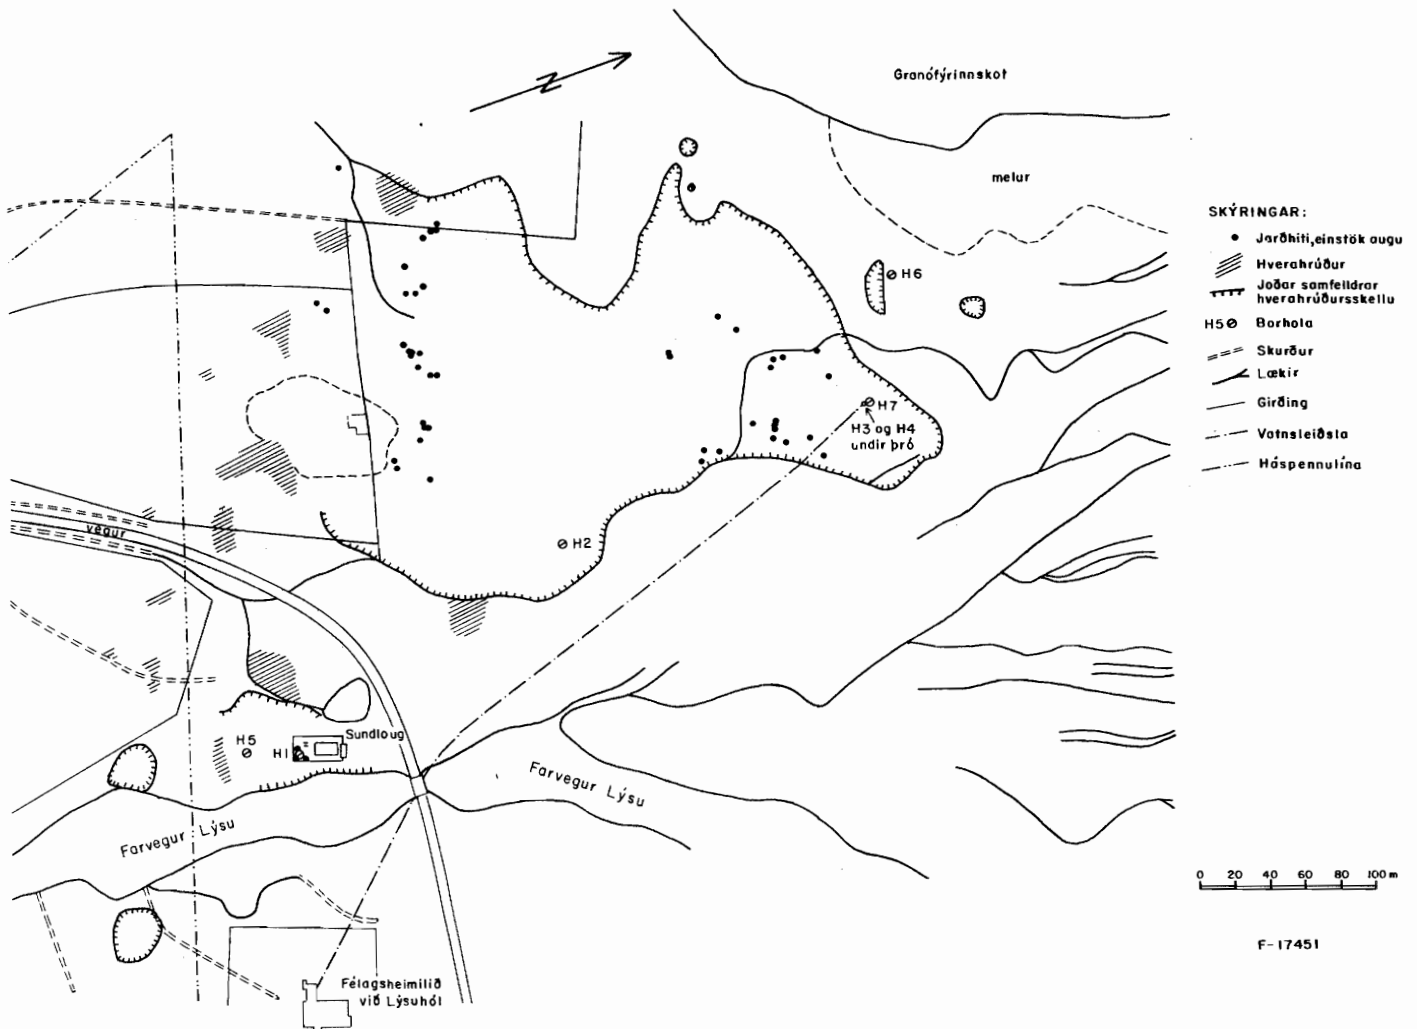 N
Granófýrinnskot
melur
SKÝRINGAR:
Jarðhiti, einstök augu
Hverahrúður
Jaðar samfelldrar
hverahrúðursskellu
H5 Borhola
Skurður
Lækir
Girðing
Vatnsleiðsla
Háspennulína
H6
H7
H3 og H4
undir þró
H2
vegur
Sundlaug
H5
H1
Farvegur Lýsu
Farvegur Lýsu
Félagsheimilið
við Lýsuhól
0 20 40 60 80 100 m
F-17451